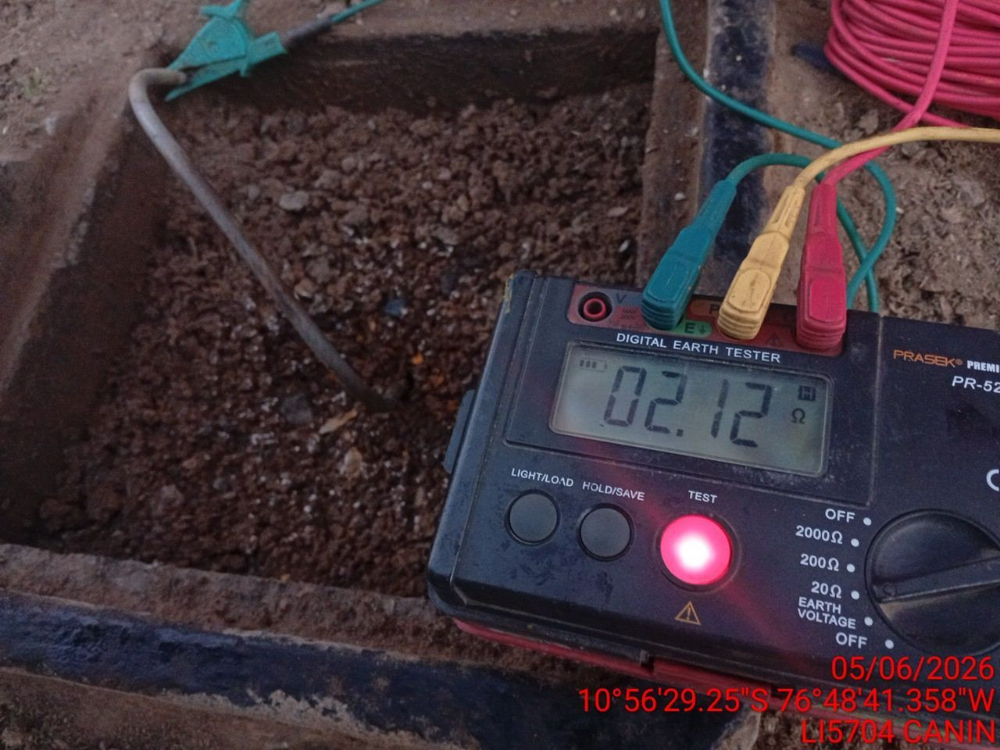 V
MAX
E
DIGITAL EARTH TESTER
PRASEK® PREMI
PR-52
02.12
H
Ω
LIGHT/LOAD
HOLD/SAVE
TEST
OFF
2000Ω
200Ω
20Ω
EARTH
VOLTAGE
OFF
05/06/2026
10°56'29.25"S 76°48'41.358"W
LI5704 CANIN